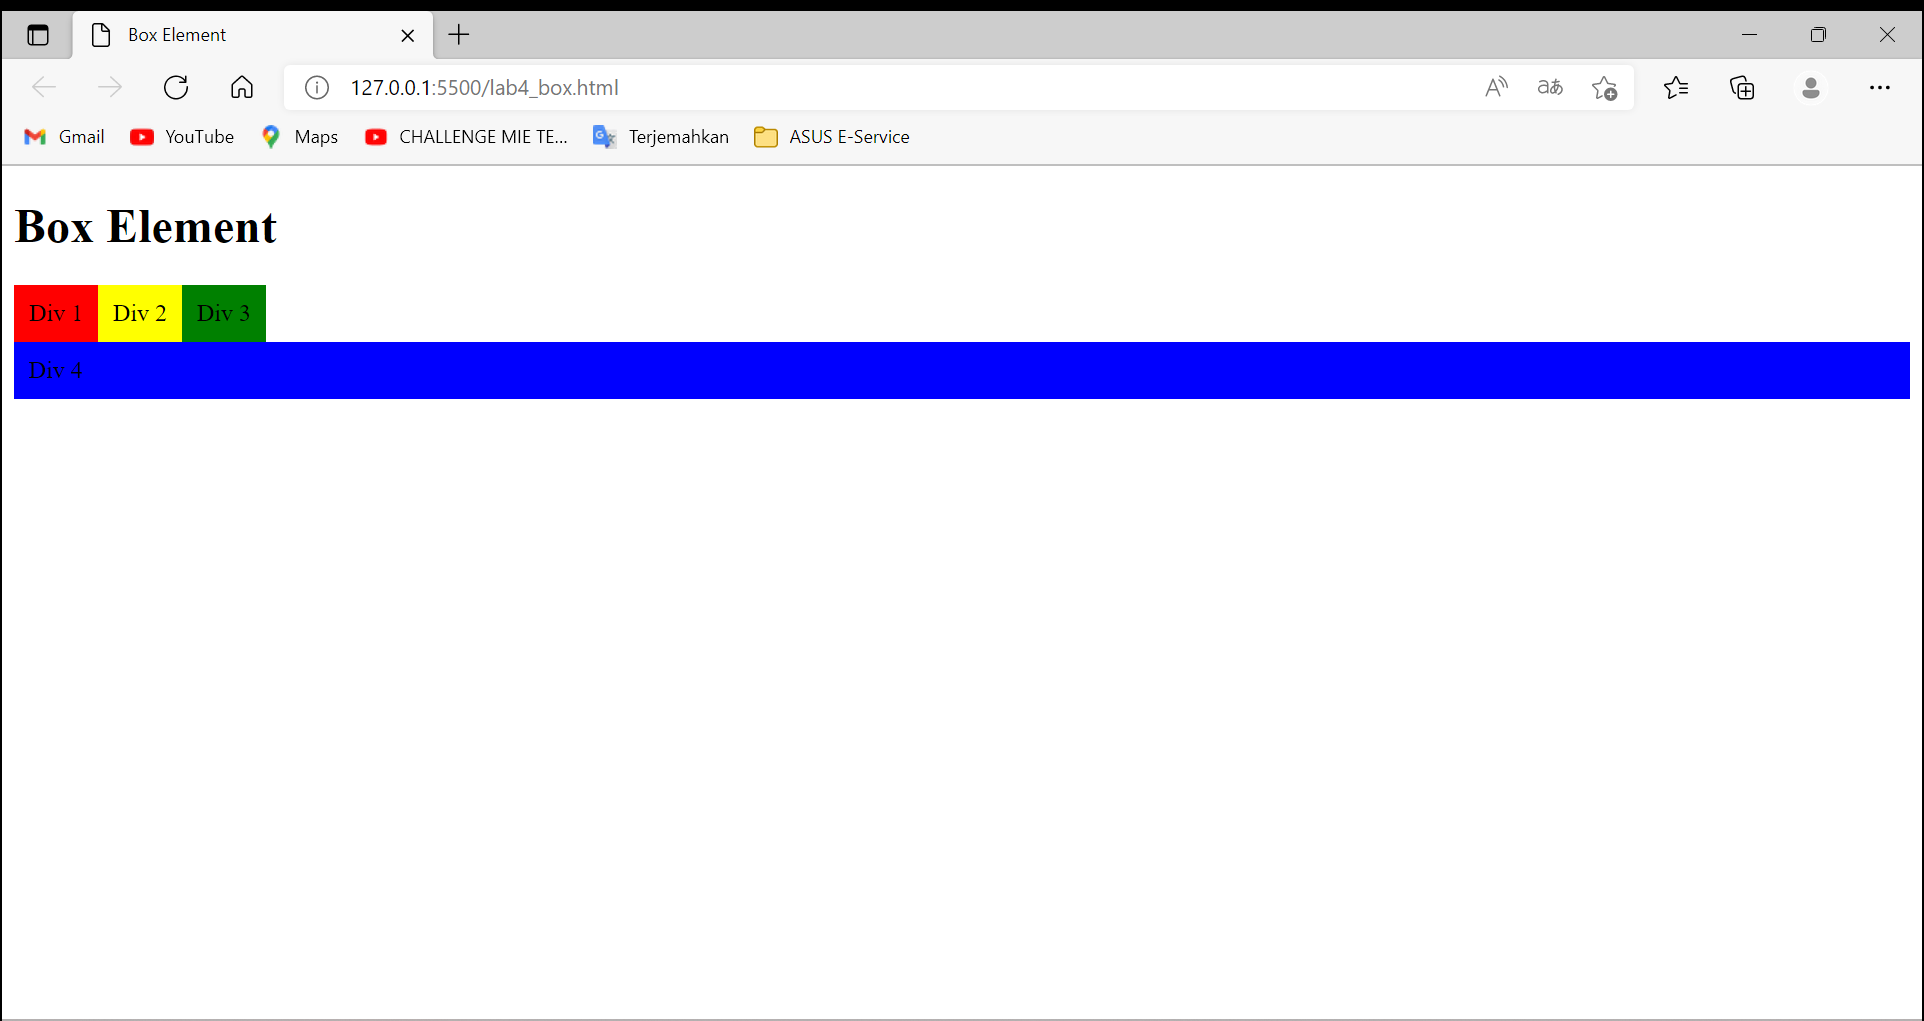 Box Element
127.0.0.1:5500/lab4_box.html
Gmail YouTube Maps CHALLENGE MIE TE... Terjemahkan ASUS E-Service
Box Element
Div 1 Div 2 Div 3
Div 4